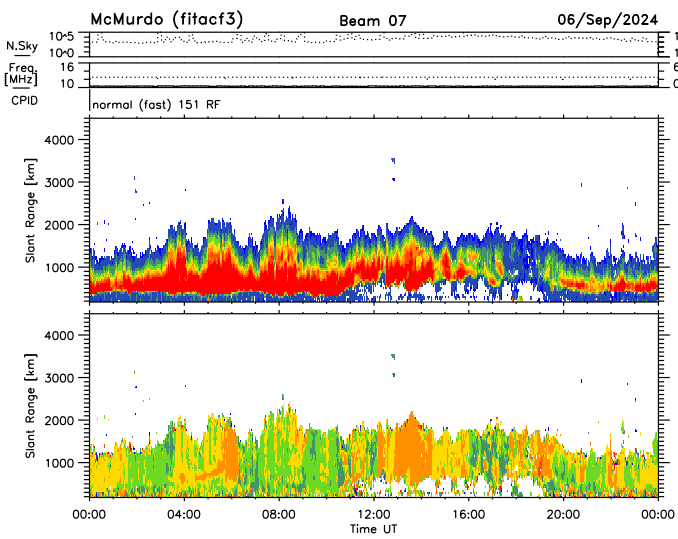 McMurdo (fitacf3) Beam 07 06/Sep/2024
N.Sky 10^5
10^0
Freq. 16
[MHz] 10
CPID normal (fast) 151 RF
4000
3000
2000
1000
Slant Range [km]
4000
3000
2000
1000
Slant Range [km]
00:00 04:00 08:00 12:00 16:00 20:00 00:00
Time UT